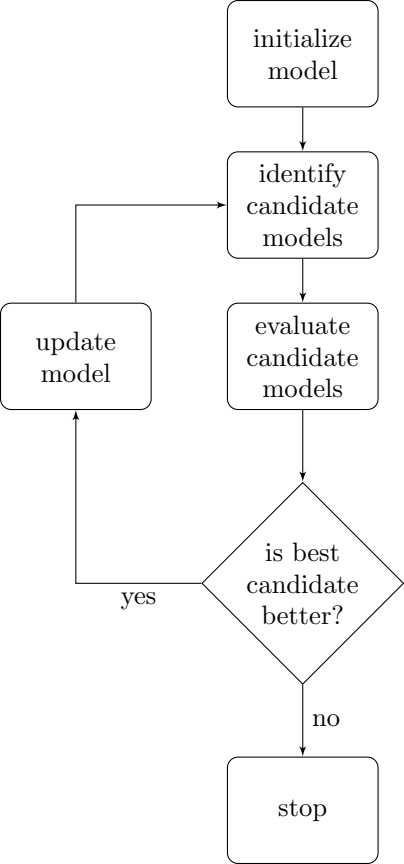 initialize
model
identify
candidate
models
update
model
evaluate
candidate
models
is best
candidate
better?
yes
no
stop